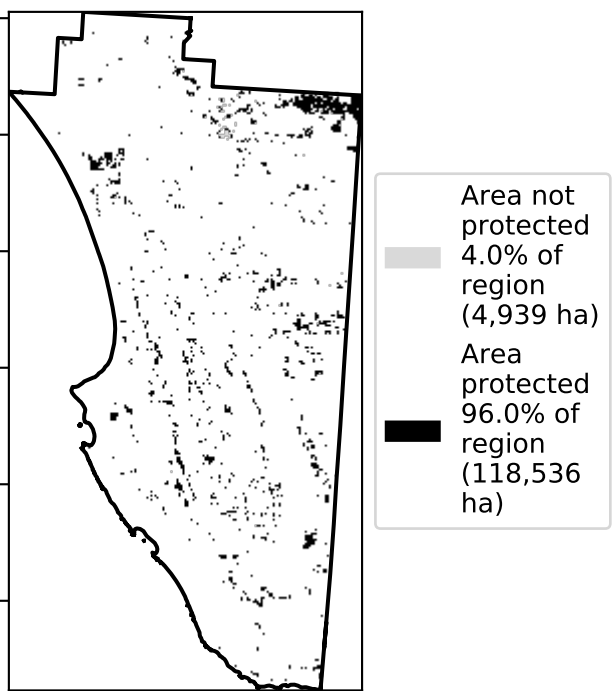 Area not
protected
4.0% of
region
(4,939 ha)
Area
protected
96.0% of
region
(118,536
ha)